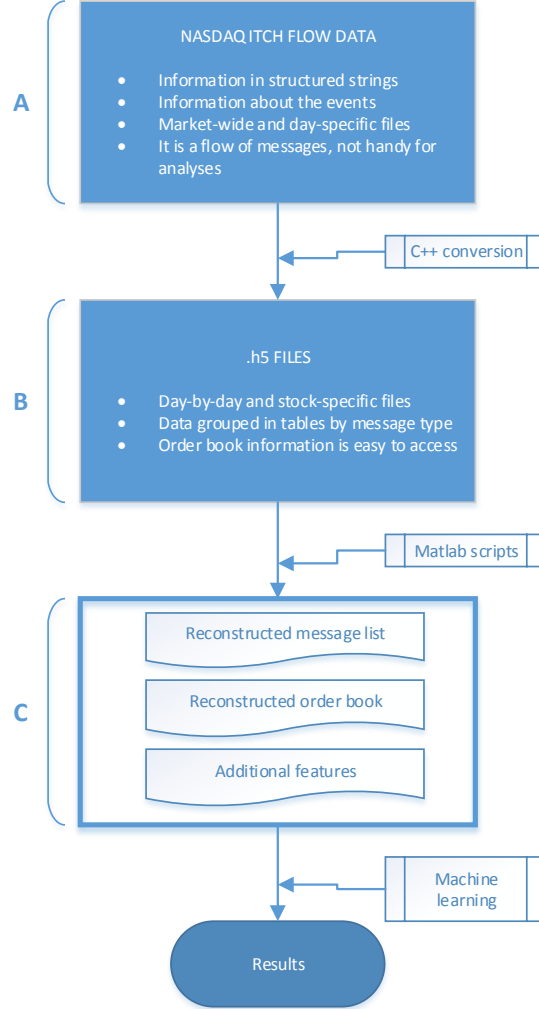 NASDAQ ITCH FLOW DATA
A
• Information in structured strings
• Information about the events
• Market-wide and day-specific files
• It is a flow of messages, not handy for
analyses
C++ conversion
.h5 FILES
B
• Day-by-day and stock-specific files
• Data grouped in tables by message type
• Order book information is easy to access
Matlab scripts
Reconstructed message list
C
Reconstructed order book
Additional features
Machine
learning
Results